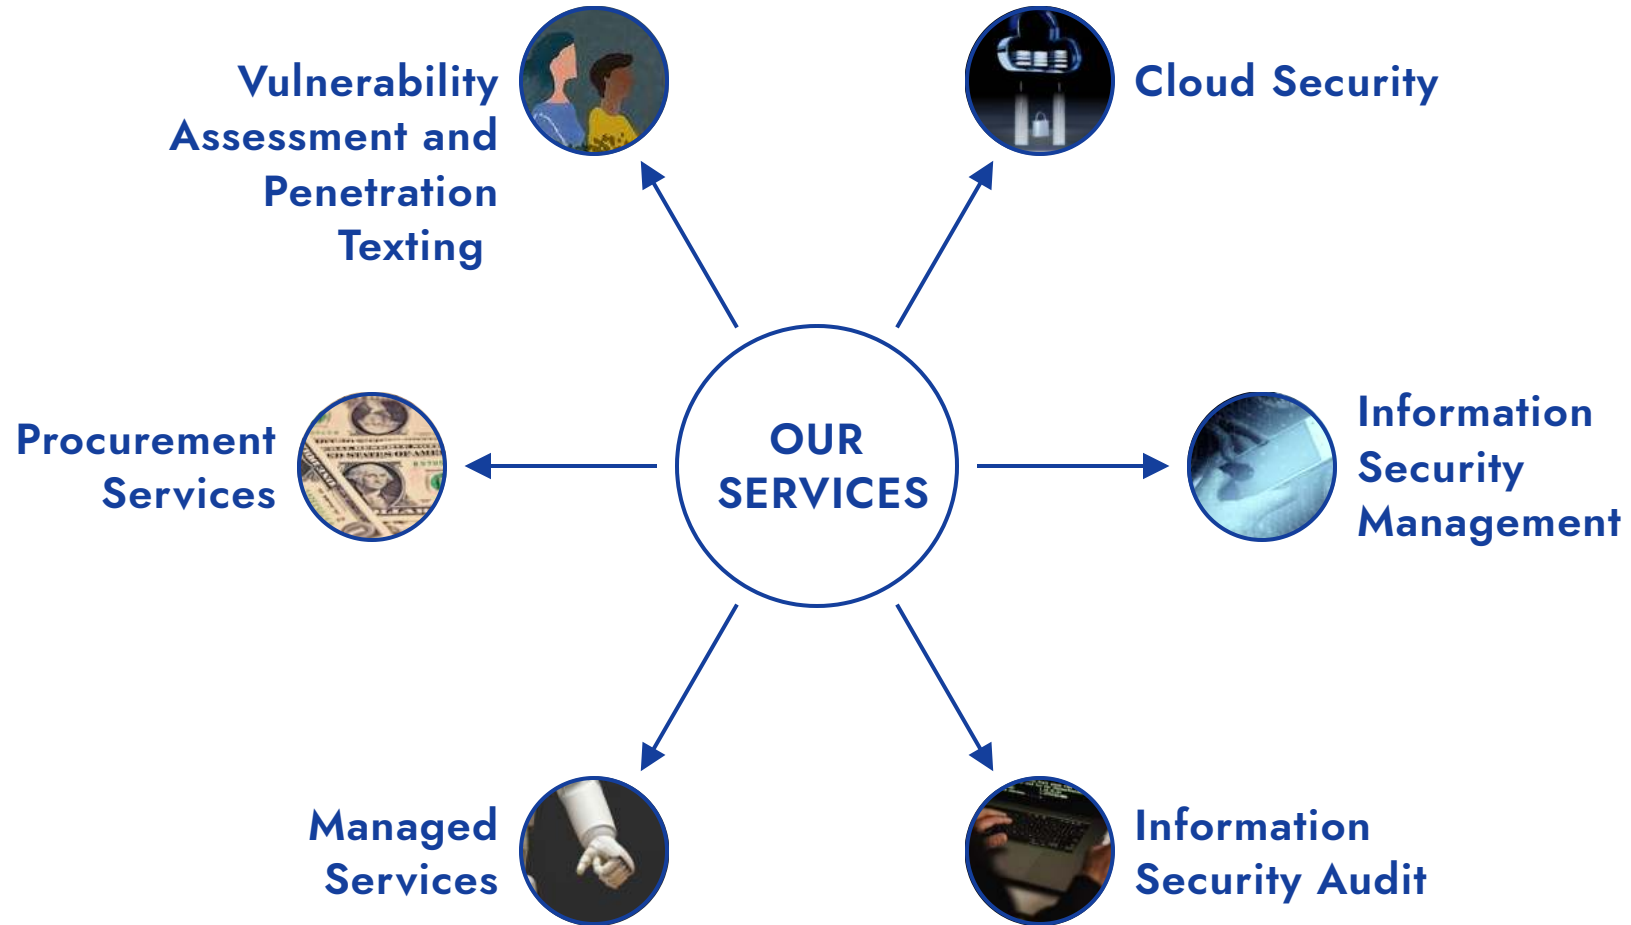 Vulnerability
Assessment and
Penetration
Texting
Cloud Security
Procurement
Services
OUR
SERVICES
Information
Security
Management
Managed
Services
Information
Security Audit